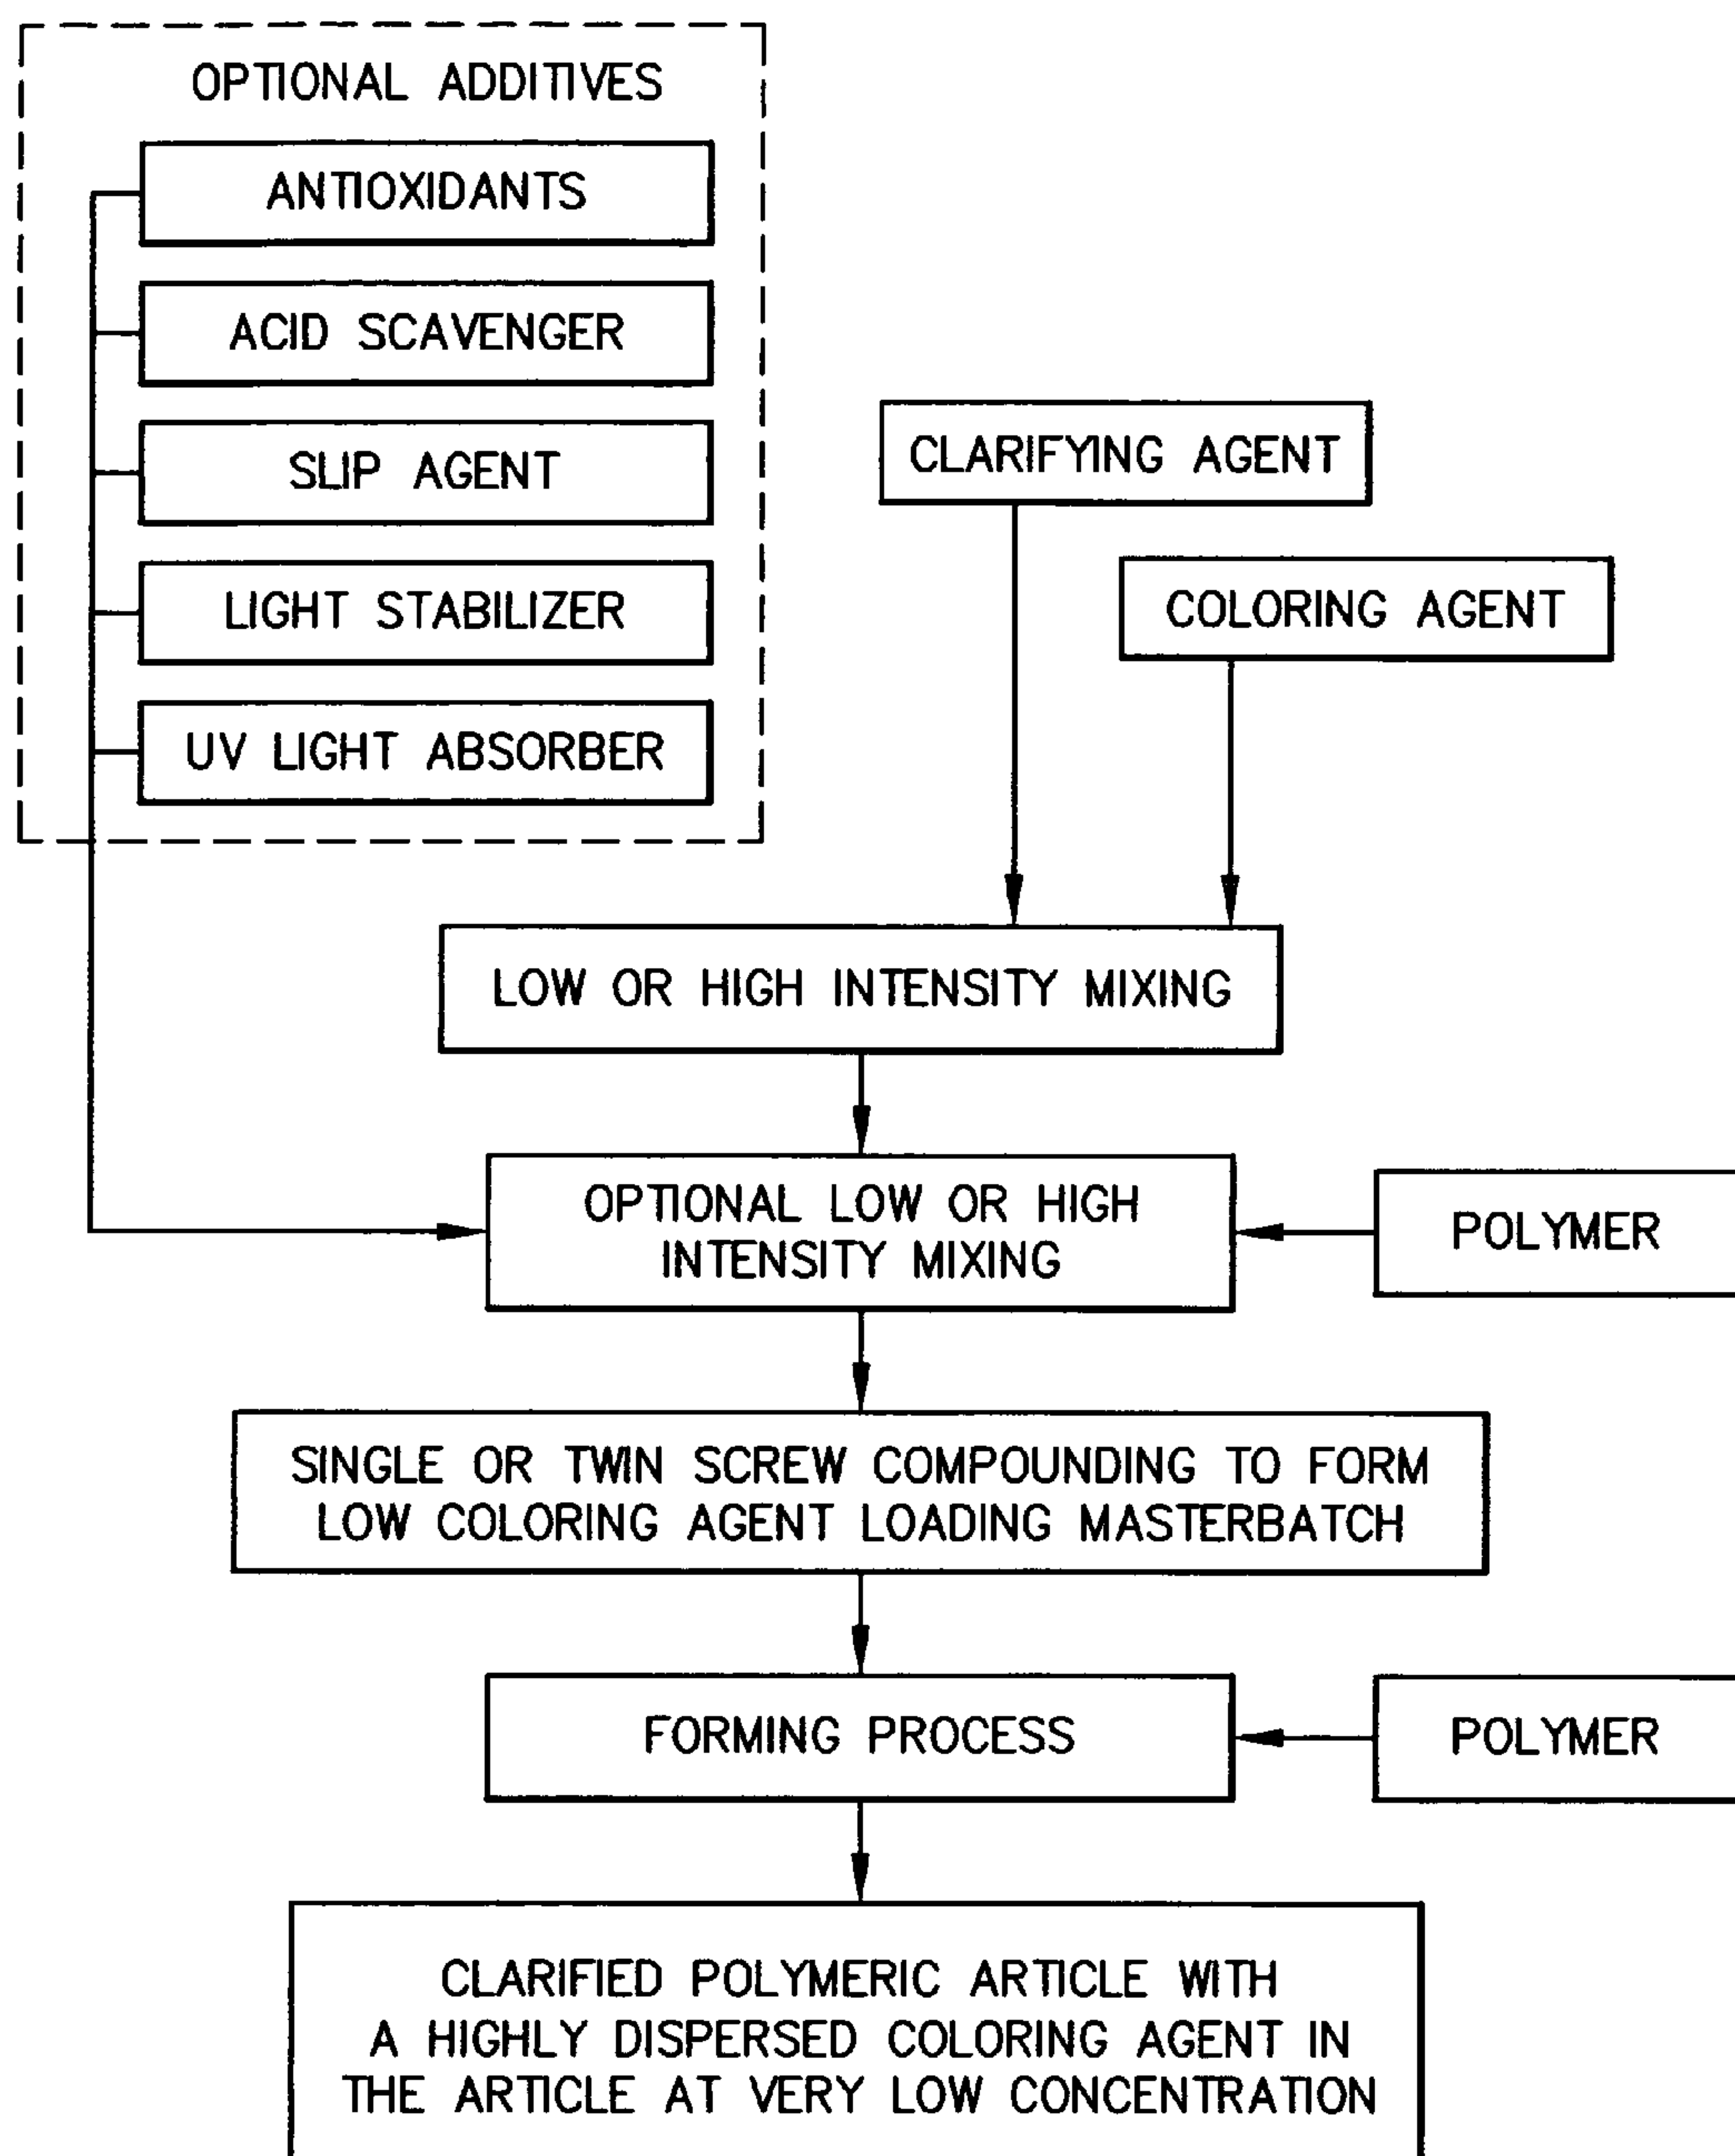 OPTIONAL ADDITIVES
ANTIOXIDANTS
ACID SCAVENGER
SLIP AGENT
LIGHT STABILIZER
UV LIGHT ABSORBER
CLARIFYING AGENT
COLORING AGENT
LOW OR HIGH INTENSITY MIXING
OPTIONAL LOW OR HIGH
INTENSITY MIXING
POLYMER
SINGLE OR TWIN SCREW COMPOUNDING TO FORM
LOW COLORING AGENT LOADING MASTERBATCH
FORMING PROCESS
POLYMER
CLARIFIED POLYMERIC ARTICLE WITH
A HIGHLY DISPERSED COLORING AGENT IN
THE ARTICLE AT VERY LOW CONCENTRATION